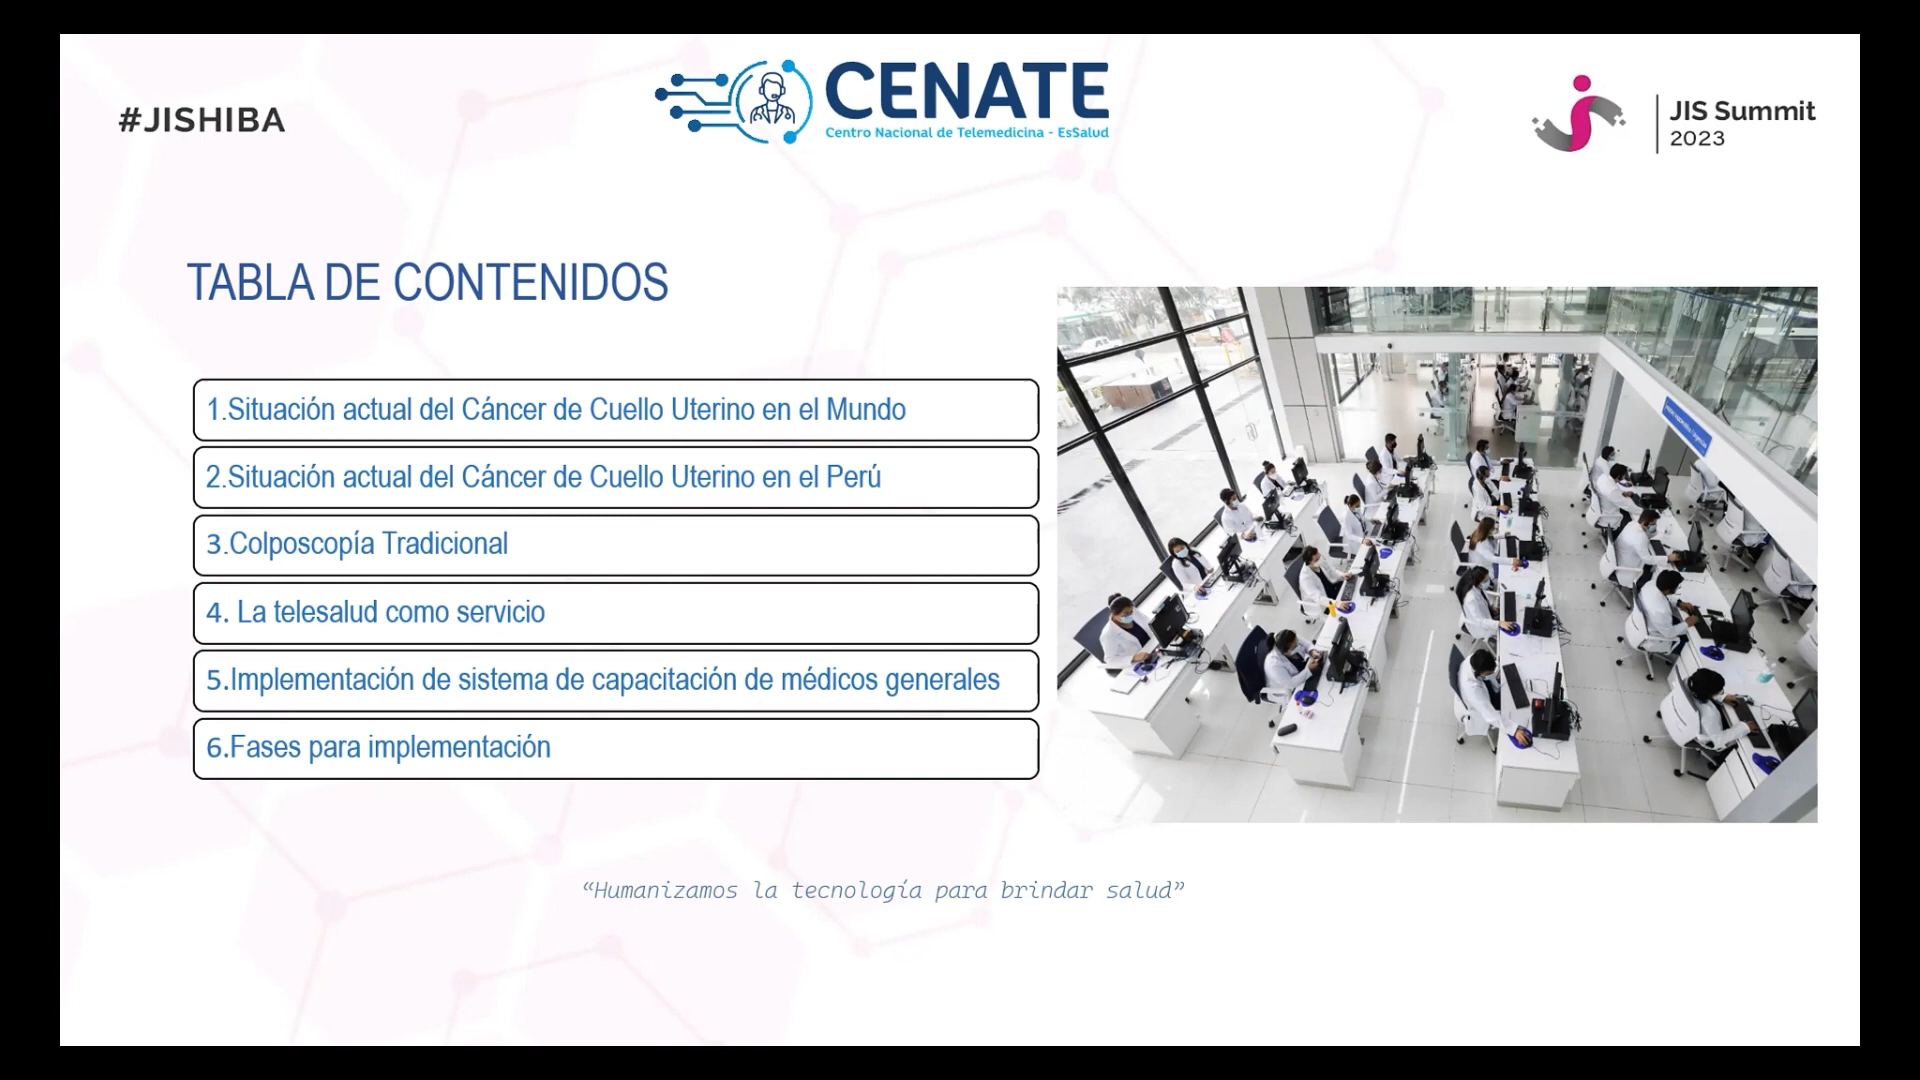 #JISHIBA
CENATE
Centro Nacional de Telemedicina - EsSalud
JIS Summit
2023
TABLA DE CONTENIDOS
1.Situación actual del Cáncer de Cuello Uterino en el Mundo
2.Situación actual del Cáncer de Cuello Uterino en el Perú
3.Colposcopía Tradicional
4. La telesalud como servicio
5.Implementación de sistema de capacitación de médicos generales
6.Fases para implementación
“Humanizamos la tecnología para brindar salud”